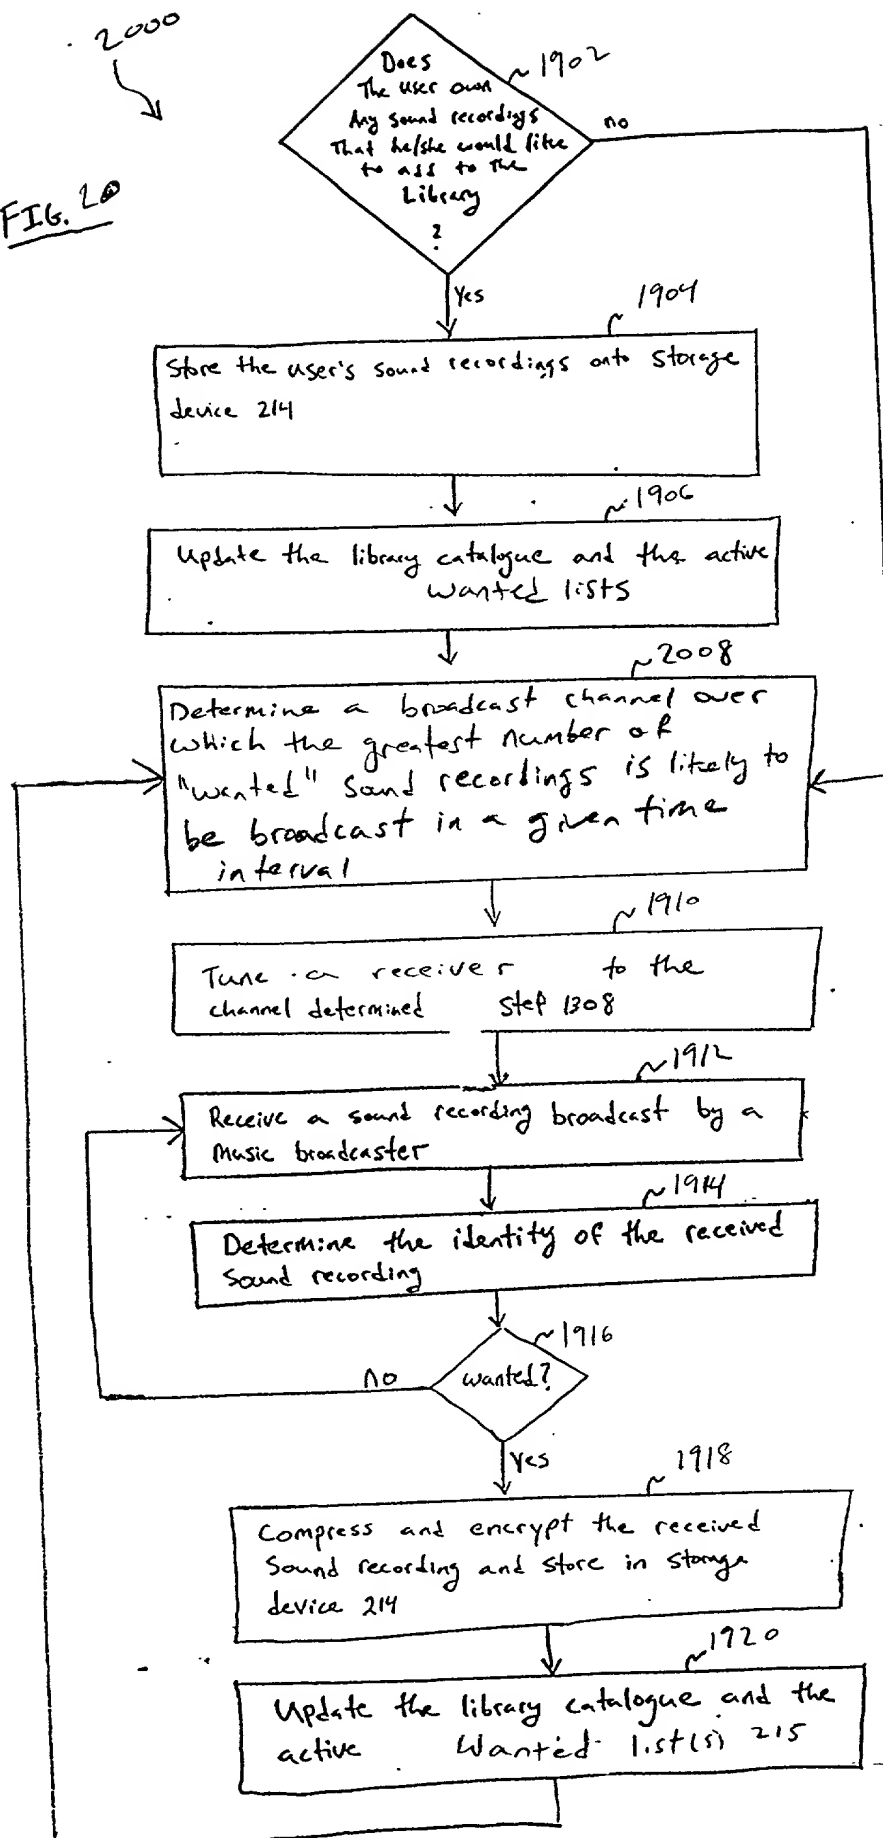 2000
FIG. 20
Does
The user own
Any sound recordings
That he/she would like
to ass to the
Library
?
1902
no
Yes
1904
Store the user's sound recordings onto storage
device 214
1906
Update the library catalogue and the active
wanted lists
2008
Determine a broadcast channel over
which the greatest number of
"wanted" sound recordings is likely to
be broadcast in a given time
interval
1910
Tune a receiver to the
channel determined step 1308
1912
Receive a sound recording broadcast by a
Music broadcaster
1914
Determine the identity of the received
Sound recording
1916
wanted?
no
Yes
1918
Compress and encrypt the received
Sound recording and store in storage
device 214
1920
Update the library catalogue and the
active Wanted list(s) 215